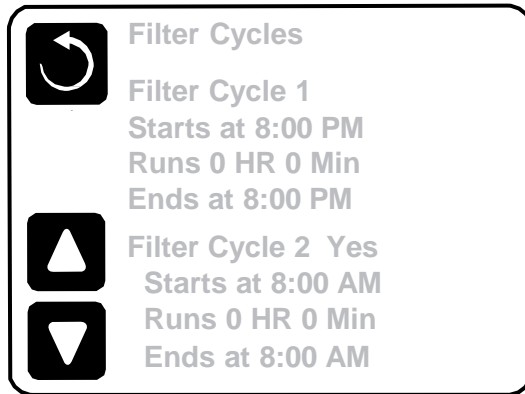 Filter Cycles
Filter Cycle 1
Starts at 8:00 PM
Runs 0 HR 0 Min
Ends at 8:00 PM
Filter Cycle 2 Yes
Starts at 8:00 AM
Runs 0 HR 0 Min
Ends at 8:00 AM